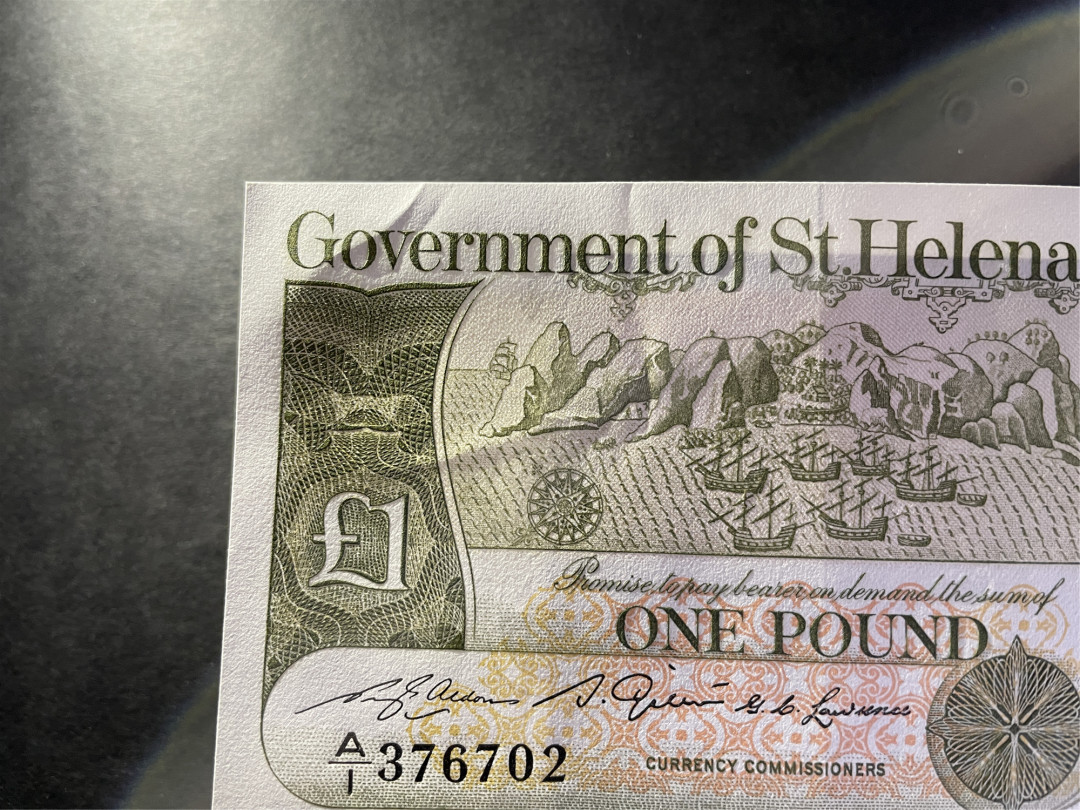 Government of St. Helena
£1
Promise to pay bearer on demand the sum of
ONE POUND
G. C. Lawrence
A/1 376702
CURRENCY COMMISSIONERS